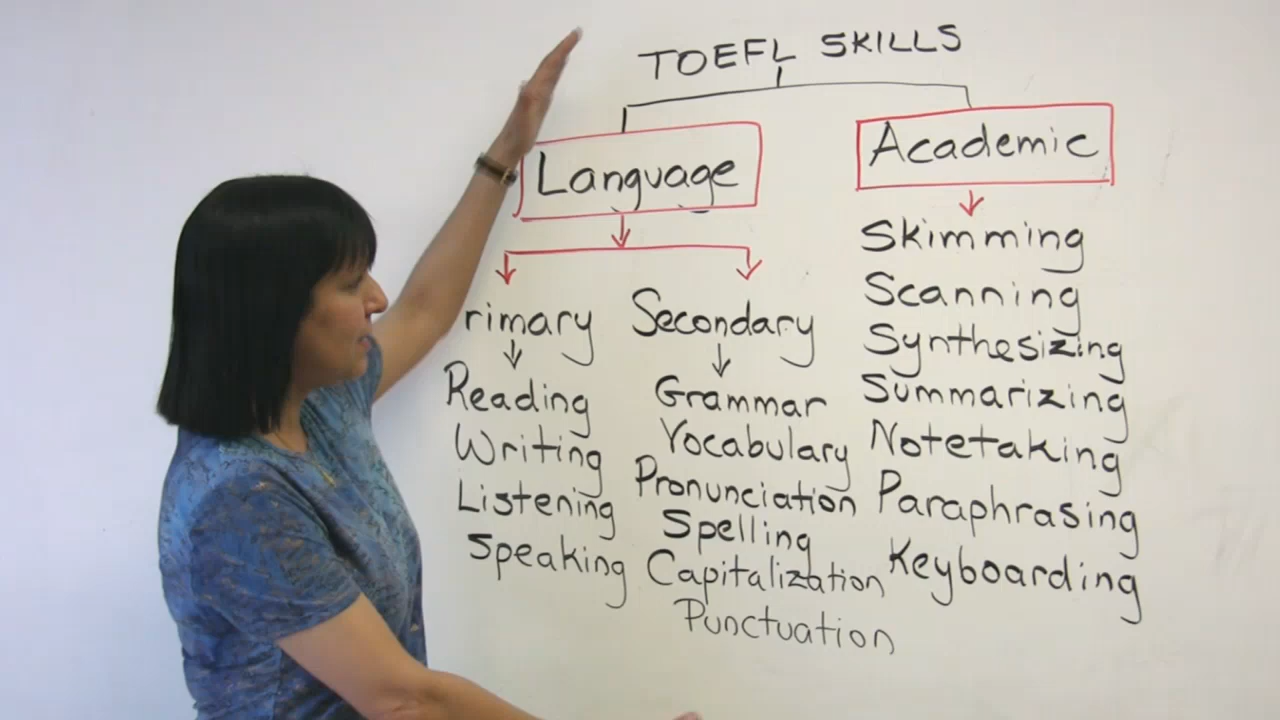 TOEFL SKILLS
Language
Academic
rimary
Reading
Writing
Listening
Speaking
Secondary
Grammar
Vocabulary
Pronunciation
Spelling
Capitalization
Punctuation
Skimming
Scanning
Synthesizing
Summarizing
Notetaking
Paraphrasing
Keyboarding